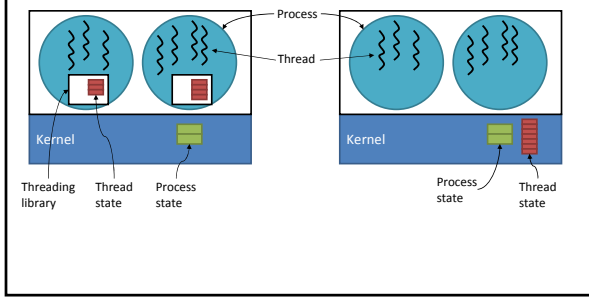 Process
Thread
Kernel
Kernel
Threading
library
Thread
state
Process
state
Process
state
Thread
state